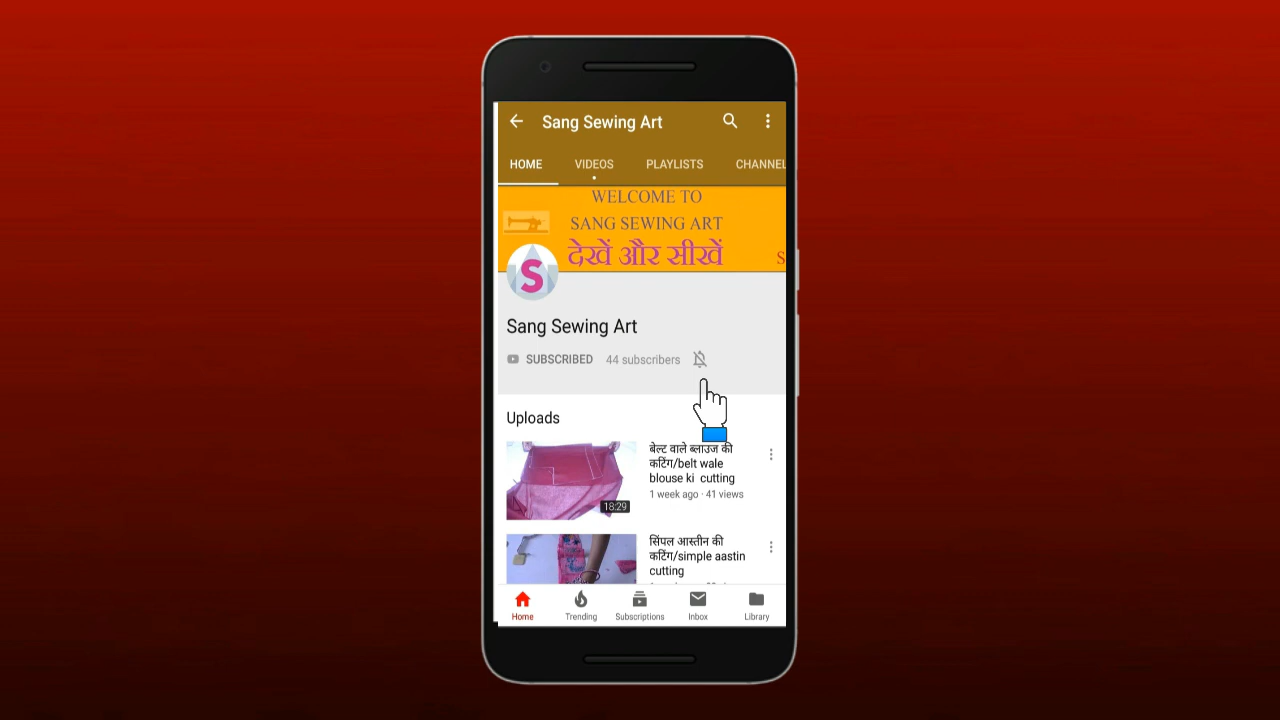 Sang Sewing Art
HOME VIDEOS PLAYLISTS CHANNEL
WELCOME TO
SANG SEWING ART
देखें और सीखें
S
S
Sang Sewing Art
SUBSCRIBED 44 subscribers
Uploads
बेल्ट वाले ब्लाउज की
कटिंग/belt wale
blouse ki cutting
1 week ago · 41 views
18:29
सिंपल आस्तीन की
कटिंग/simple aastin
cutting
Home Trending Subscriptions Inbox Library